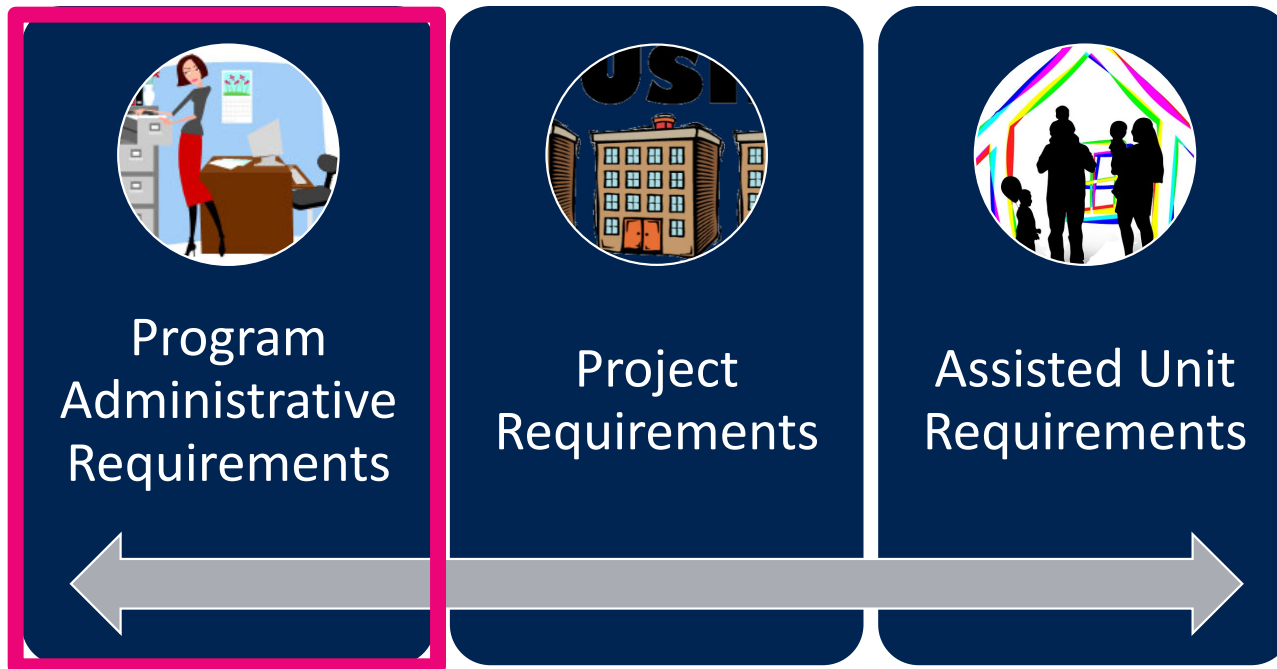 Program
Administrative
Requirements
Project
Requirements
Assisted Unit
Requirements